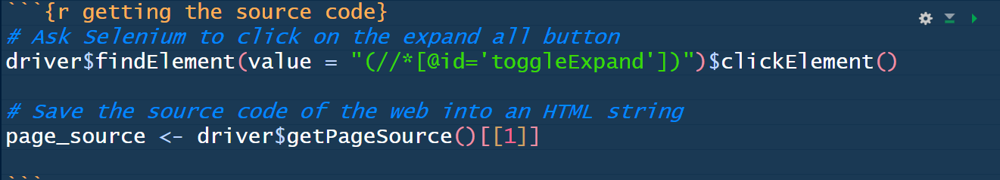 ```{r getting the source code}
# Ask Selenium to click on the expand all button
driver$findElement(value = "(//*[@id='toggleExpand'])")$clickElement()
# Save the source code of the web into an HTML string
page_source <- driver$getPageSource()[[1]]
```